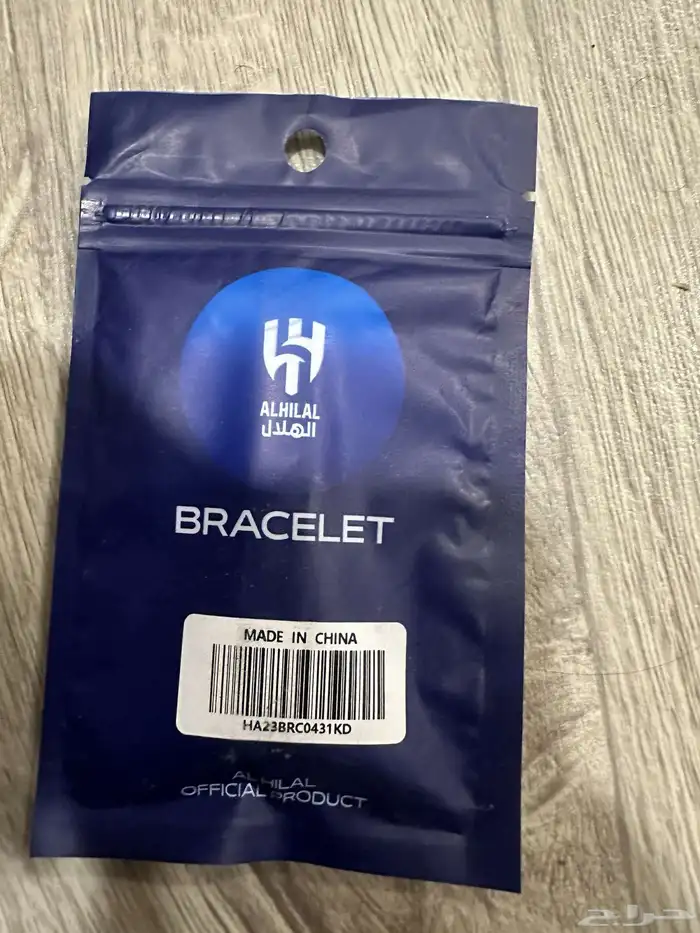 ALHILAL
الهلال
BRACELET
MADE IN CHINA
HA23BRC0431KD
ALHILAL
OFFICIAL PRODUCT
حراج